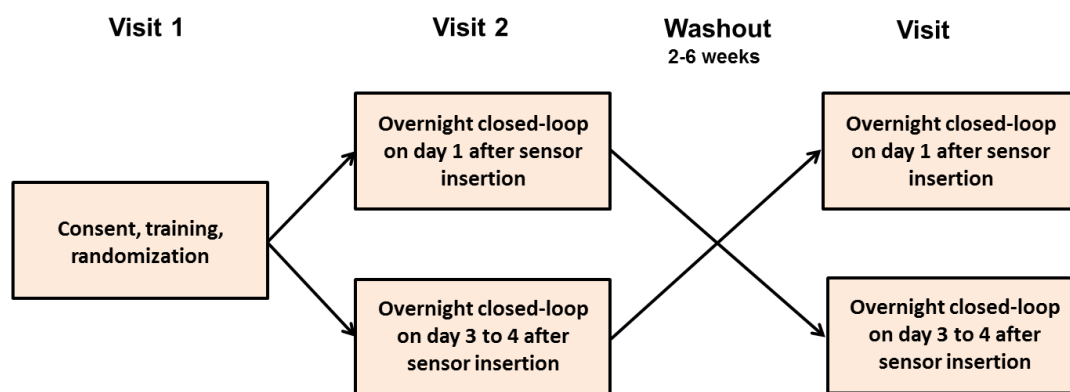 Visit 1
Visit 2
Washout
2-6 weeks
Visit
Consent, training,
randomization
Overnight closed-loop
on day 1 after sensor
insertion
Overnight closed-loop
on day 3 to 4 after
sensor insertion
Overnight closed-loop
on day 1 after sensor
insertion
Overnight closed-loop
on day 3 to 4 after
sensor insertion